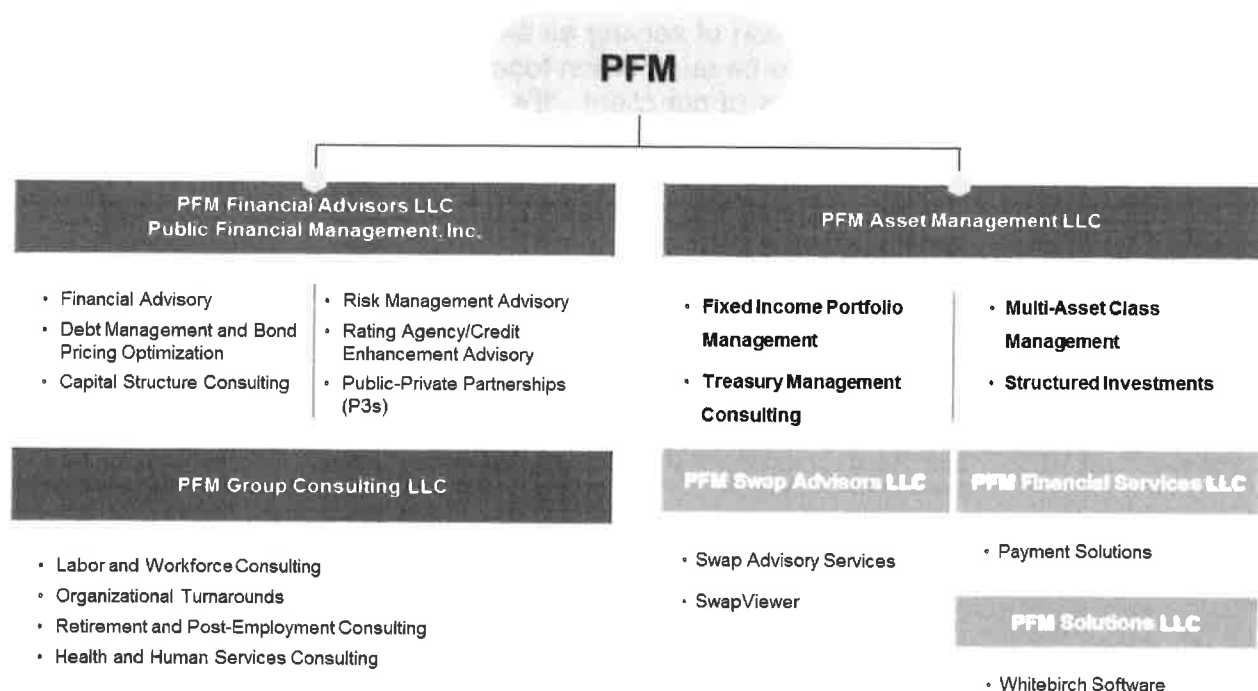 PFM
PFM Financial Advisors LLC
Public Financial Management, Inc.
• Financial Advisory
• Debt Management and Bond
Pricing Optimization
• Capital Structure Consulting
• Risk Management Advisory
• Rating Agency/Credit
Enhancement Advisory
• Public-Private Partnerships
(P3s)
PFM Asset Management LLC
• Fixed Income Portfolio
Management
• Treasury Management
Consulting
• Multi-Asset Class
Management
• Structured Investments
PFM Group Consulting LLC
• Labor and Workforce Consulting
• Organizational Turnarounds
• Retirement and Post-Employment Consulting
• Health and Human Services Consulting
PFM Swap Advisors LLC
• Swap Advisory Services
• SwapViewer
PFM Financial Services LLC
• Payment Solutions
PFM Solutions LLC
• Whitebirch Software